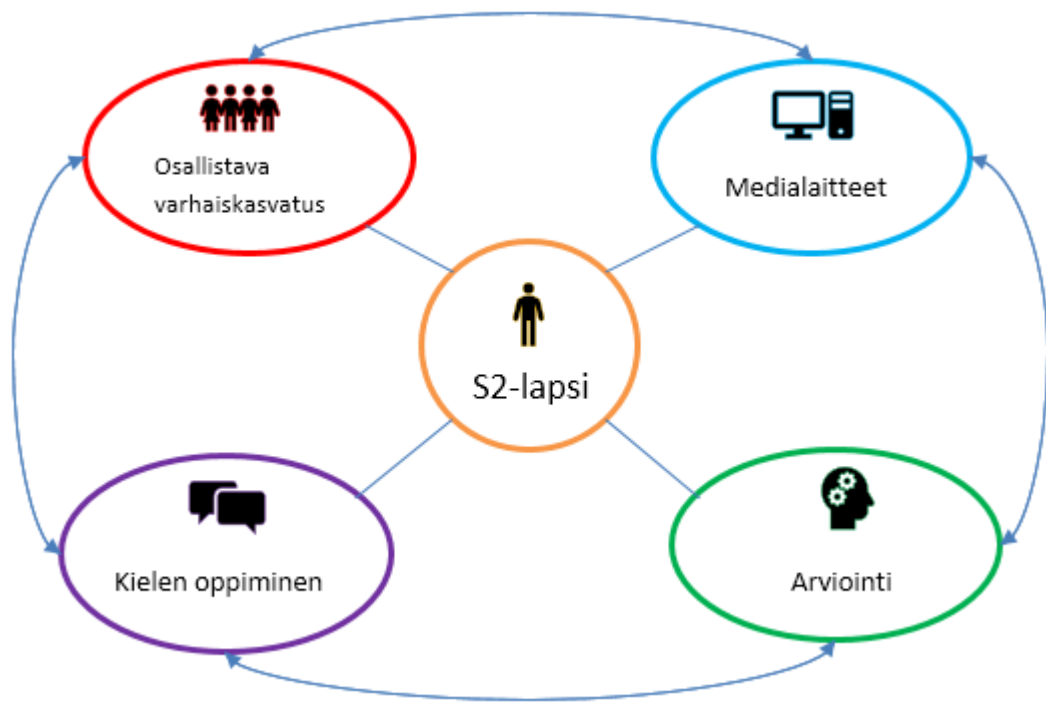 Osallistava
varhaiskasvatus
Medialaitteet
S2-lapsi
Kielen oppiminen
Arviointi